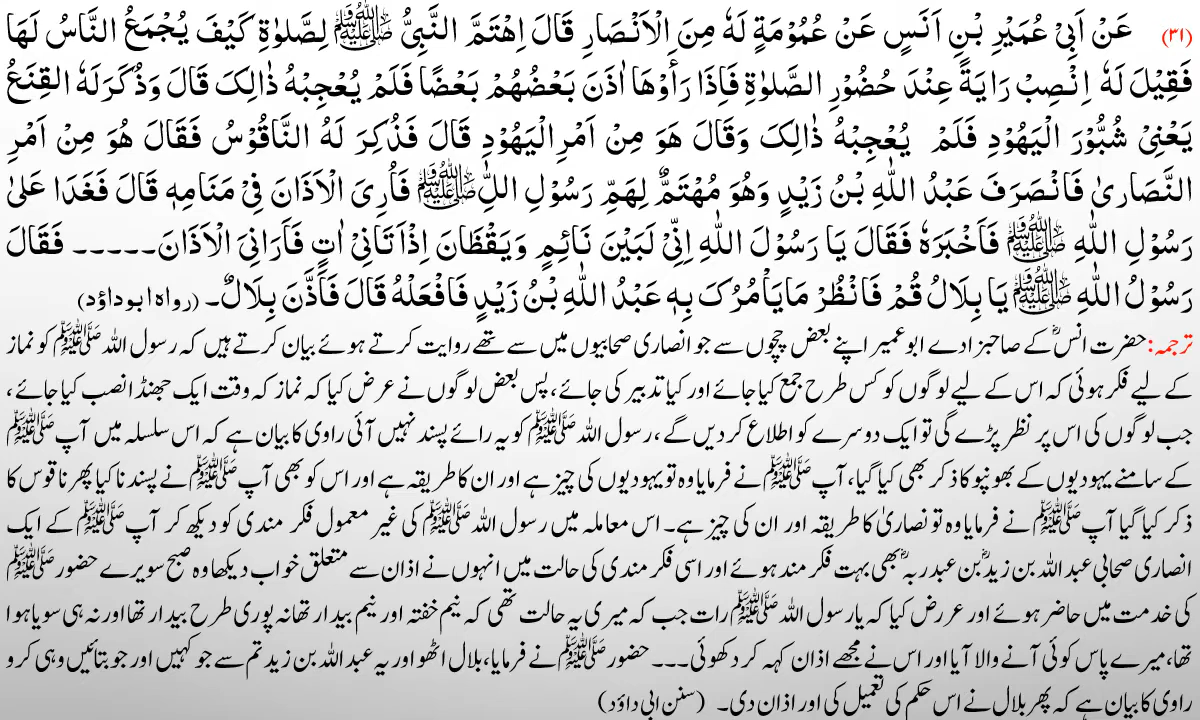 (۳۱) عَنْ اَبِیْ عُمَیْرِ بْنِ اَنَسٍ عَنْ عُمُوْمَةٍ لَهٗ مِنَ الْاَنْصَارِ قَالَ اِهْتَمَّ النَّبِیُّ ﷺ لِصَّلٰوةِ كَیْفَ یُجْمَعُ النَّاسُ لَهَا
فَقِیْلَ لَهٗ اِنْصِبْ رَایَةً عِنْدَ حُضُوْرِ الصَّلٰوةِ فَاِذَا رَأَوْهَا اٰذَنَ بَعْضُهُمْ بَعْضًا فَلَمْ یُعْجِبْهُ ذٰالِکَ قَالَ وَذُكَرَلَهٗ الْقِنَعُ
یَعْنِیْ شُبُّوْرَ الْیَهُوْدِ فَلَمْ یُعْجِبْهُ ذٰالِکَ وَقَالَ هَوَ مِنْ اَمْرِ الْیَهُوْدِ قَالَ فَذُكِرَ لَهُ النَّاقُوْسُ فَقَالَ هُوَ مِنْ اَمْرِ
النَّصَارٰی فَانْصَرَفَ عَبْدُ اللّٰهِ بْنُ زَیْدٍ وَهُوَ مُهْتَمٌّ لِهَمِّ رَسُوْلِ اللِّٰ ﷺ فَاُرِیَ الْاَذَانَ فِیْ مَنَامِهٖ قَالَ فَغَدَا عَلیٰ
رَسُوْلِ اللّٰهِ ﷺ فَاَخْبَرَهٗ فَقَالَ یَا رَسُوْلَ اللّٰهِ اِنِّیْ لَبَیْنَ نَائِمٍ وَیَقْظَانَ اِذْاَتَانِیْ اٰتٍ فَاَرَانِیَ الْاَذَانَ۔۔۔۔۔ فَقَالَ
رَسُوْلُ اللّٰهِ ﷺ یَا بِلَالُ قُمْ فَانْظُرْ مَایَاْمُرُکَ بِهٖ عَبْدُ اللّٰهِ بْنُ زَیْدٍ فَافْعَلْهُ قَالَ فَأَذَّنَ بِلَالٌ۔ (رواہ ابوداؤد)
ترجمہ: حضرت انسؓ کے صاحبزادے ابو عمیر اپنے بعض چچوں سے جو انصاری صحابیوں میں سے تھے روایت کرتے ہوئے بیان کرتے ہیں کہ رسول اللہ ﷺ کو نماز
کے لیے فکر ہوئی کہ اس کے لیے لوگوں کو کس طرح جمع کیا جائے اور کیا تدبیر کی جائے، پس بعض لوگوں نے عرض کیا کہ نماز کہ وقت ایک جھنڈا نصب کیا جائے،
جب لوگوں کی اس پر نظر پڑے گی تو ایک دوسرے کو اطلاع کر دیں گے، رسول اللہ ﷺ کو یہ رائے پسند نہیں آئی راوی کا بیان ہے کہ اس سلسلہ میں آپ ﷺ
کے سامنے یہودیوں کے بھونپو کا ذکر بھی کیا گیا، آپ ﷺ نے فرمایا وہ تو یہودیوں کی چیز ہے اور ان کا طریقہ ہے اور اس کو بھی آپ ﷺ نے پسند نا کیا پھر ناقوس کا
ذکر کیا گیا آپ ﷺ نے فرمایا وہ تو نصاریٰ کا طریقہ اور ان کی چیز ہے۔ اس معاملہ میں رسول اللہ ﷺ کی غیر معمول فکر مندی کو دیکھ کر آپ ﷺ کے ایک
انصاری صحابی عبد اللہ بن زیدؓ بن عبد ربہؓ بھی بہت فکر مند ہوئے اور اسی فکر مندی کی حالت میں انہوں نے اذان سے متعلق خواب دیکھا وہ صبح سویرے حضور ﷺ
کی خدمت میں حاضر ہوئے اور عررض کیا کہ یا رسول اللہ ﷺ رات جب کہ میری یہ حالت تھی کہ نیم خفتہ اور نیم بیدار تھا نہ پوری طرح بیدار تھا اور نہ ہی سویا ہوا
تھا، میرے پاس کوئی آنے والا آیا اور اس نے مجھے اذان کہہ کر دکھوئی۔۔۔ حضور ﷺ نے فرمایا، بلال اٹھو اور یہ عبد اللہ بن زید تم سے جو کہیں اور جو بتائیں وہی کرو
راوی کا بیان ہے کہ پھر بلال نے اس حکم کی تعمیل کی اور اذان دی۔ (سنن ابی داؤد)